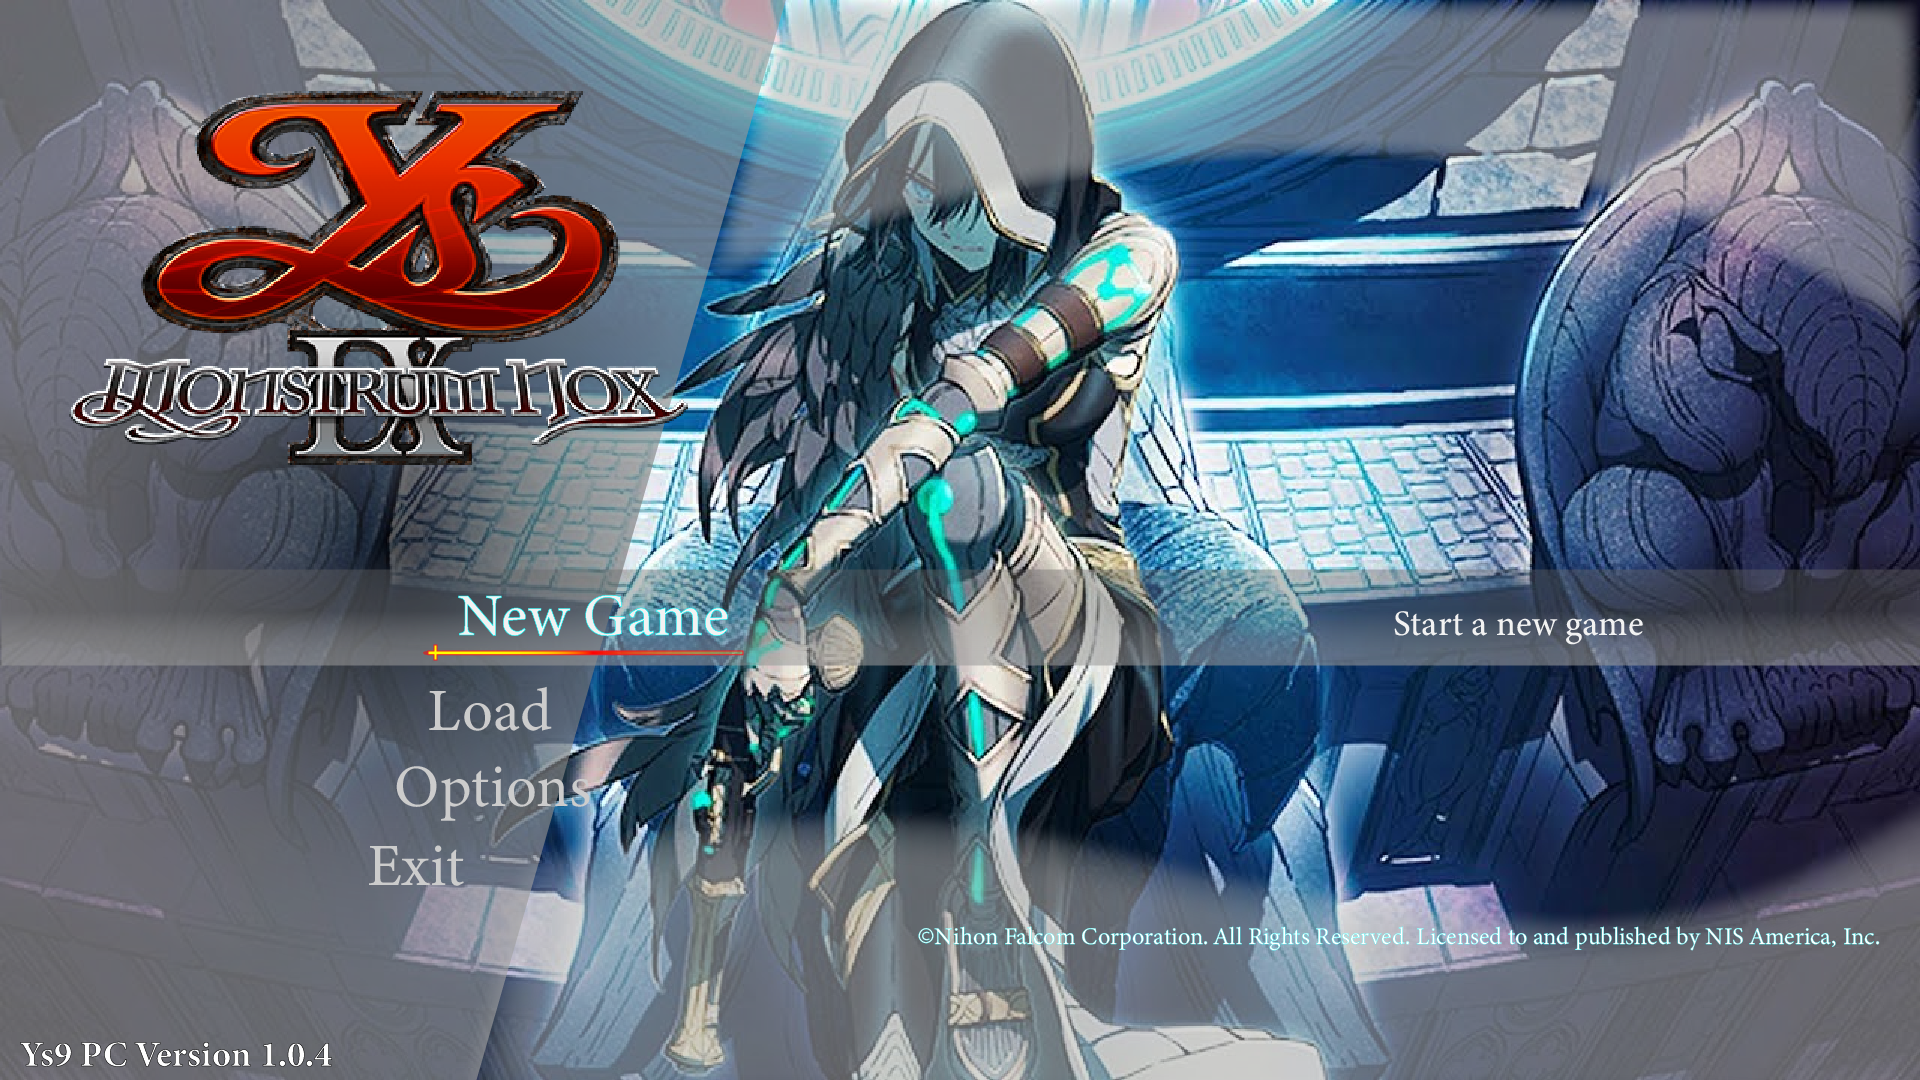 Ys
IX
Monstrum Nox
New Game
Start a new game
Load
Options
Exit
©Nihon Falcom Corporation. All Rights Reserved. Licensed to and published by NIS America, Inc.
Ys9 PC Version 1.0.4